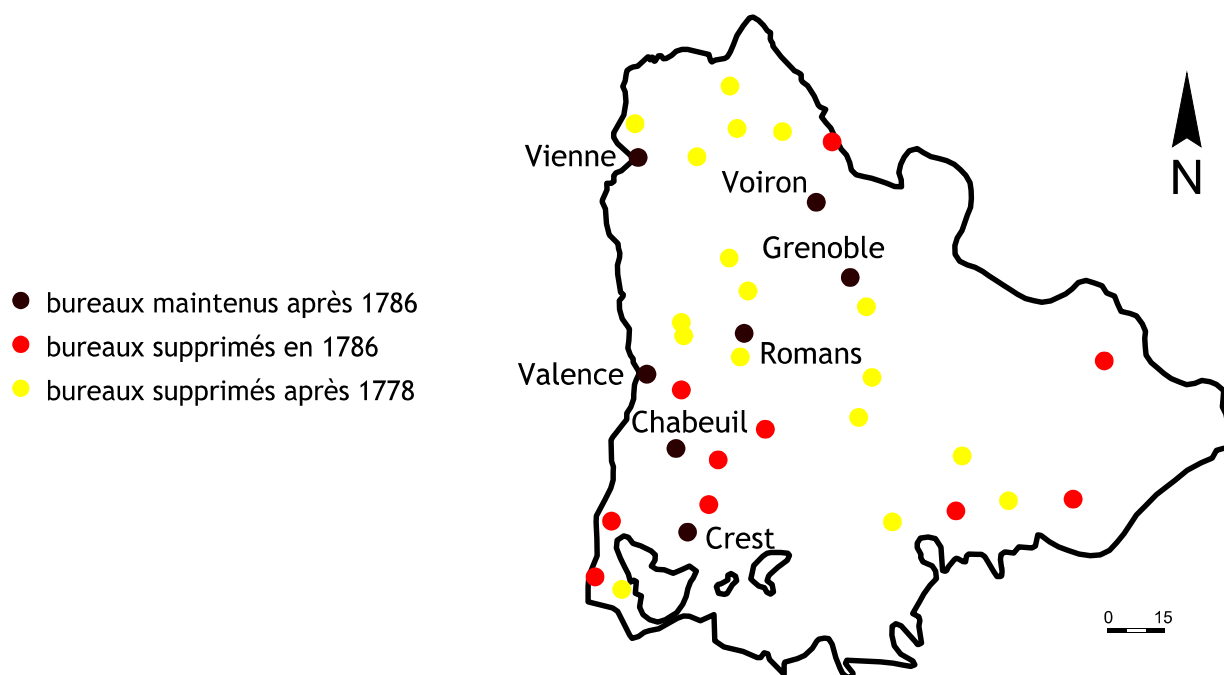 Vienne
Voiron
N
Grenoble
bureaux maintenus après 1786
bureaux supprimés en 1786
bureaux supprimés après 1778
Romans
Valence
Chabeuil
Crest
0 15